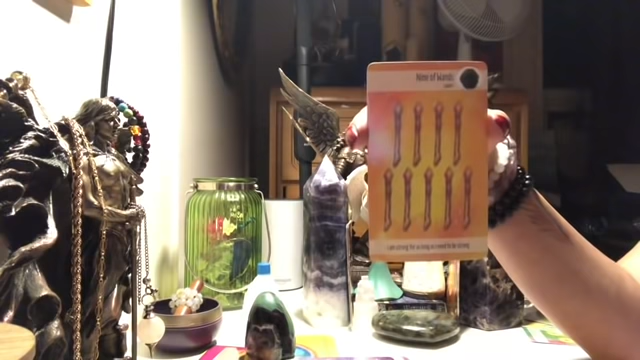 Nine of Wands
I am strong for as long as I need to be strong